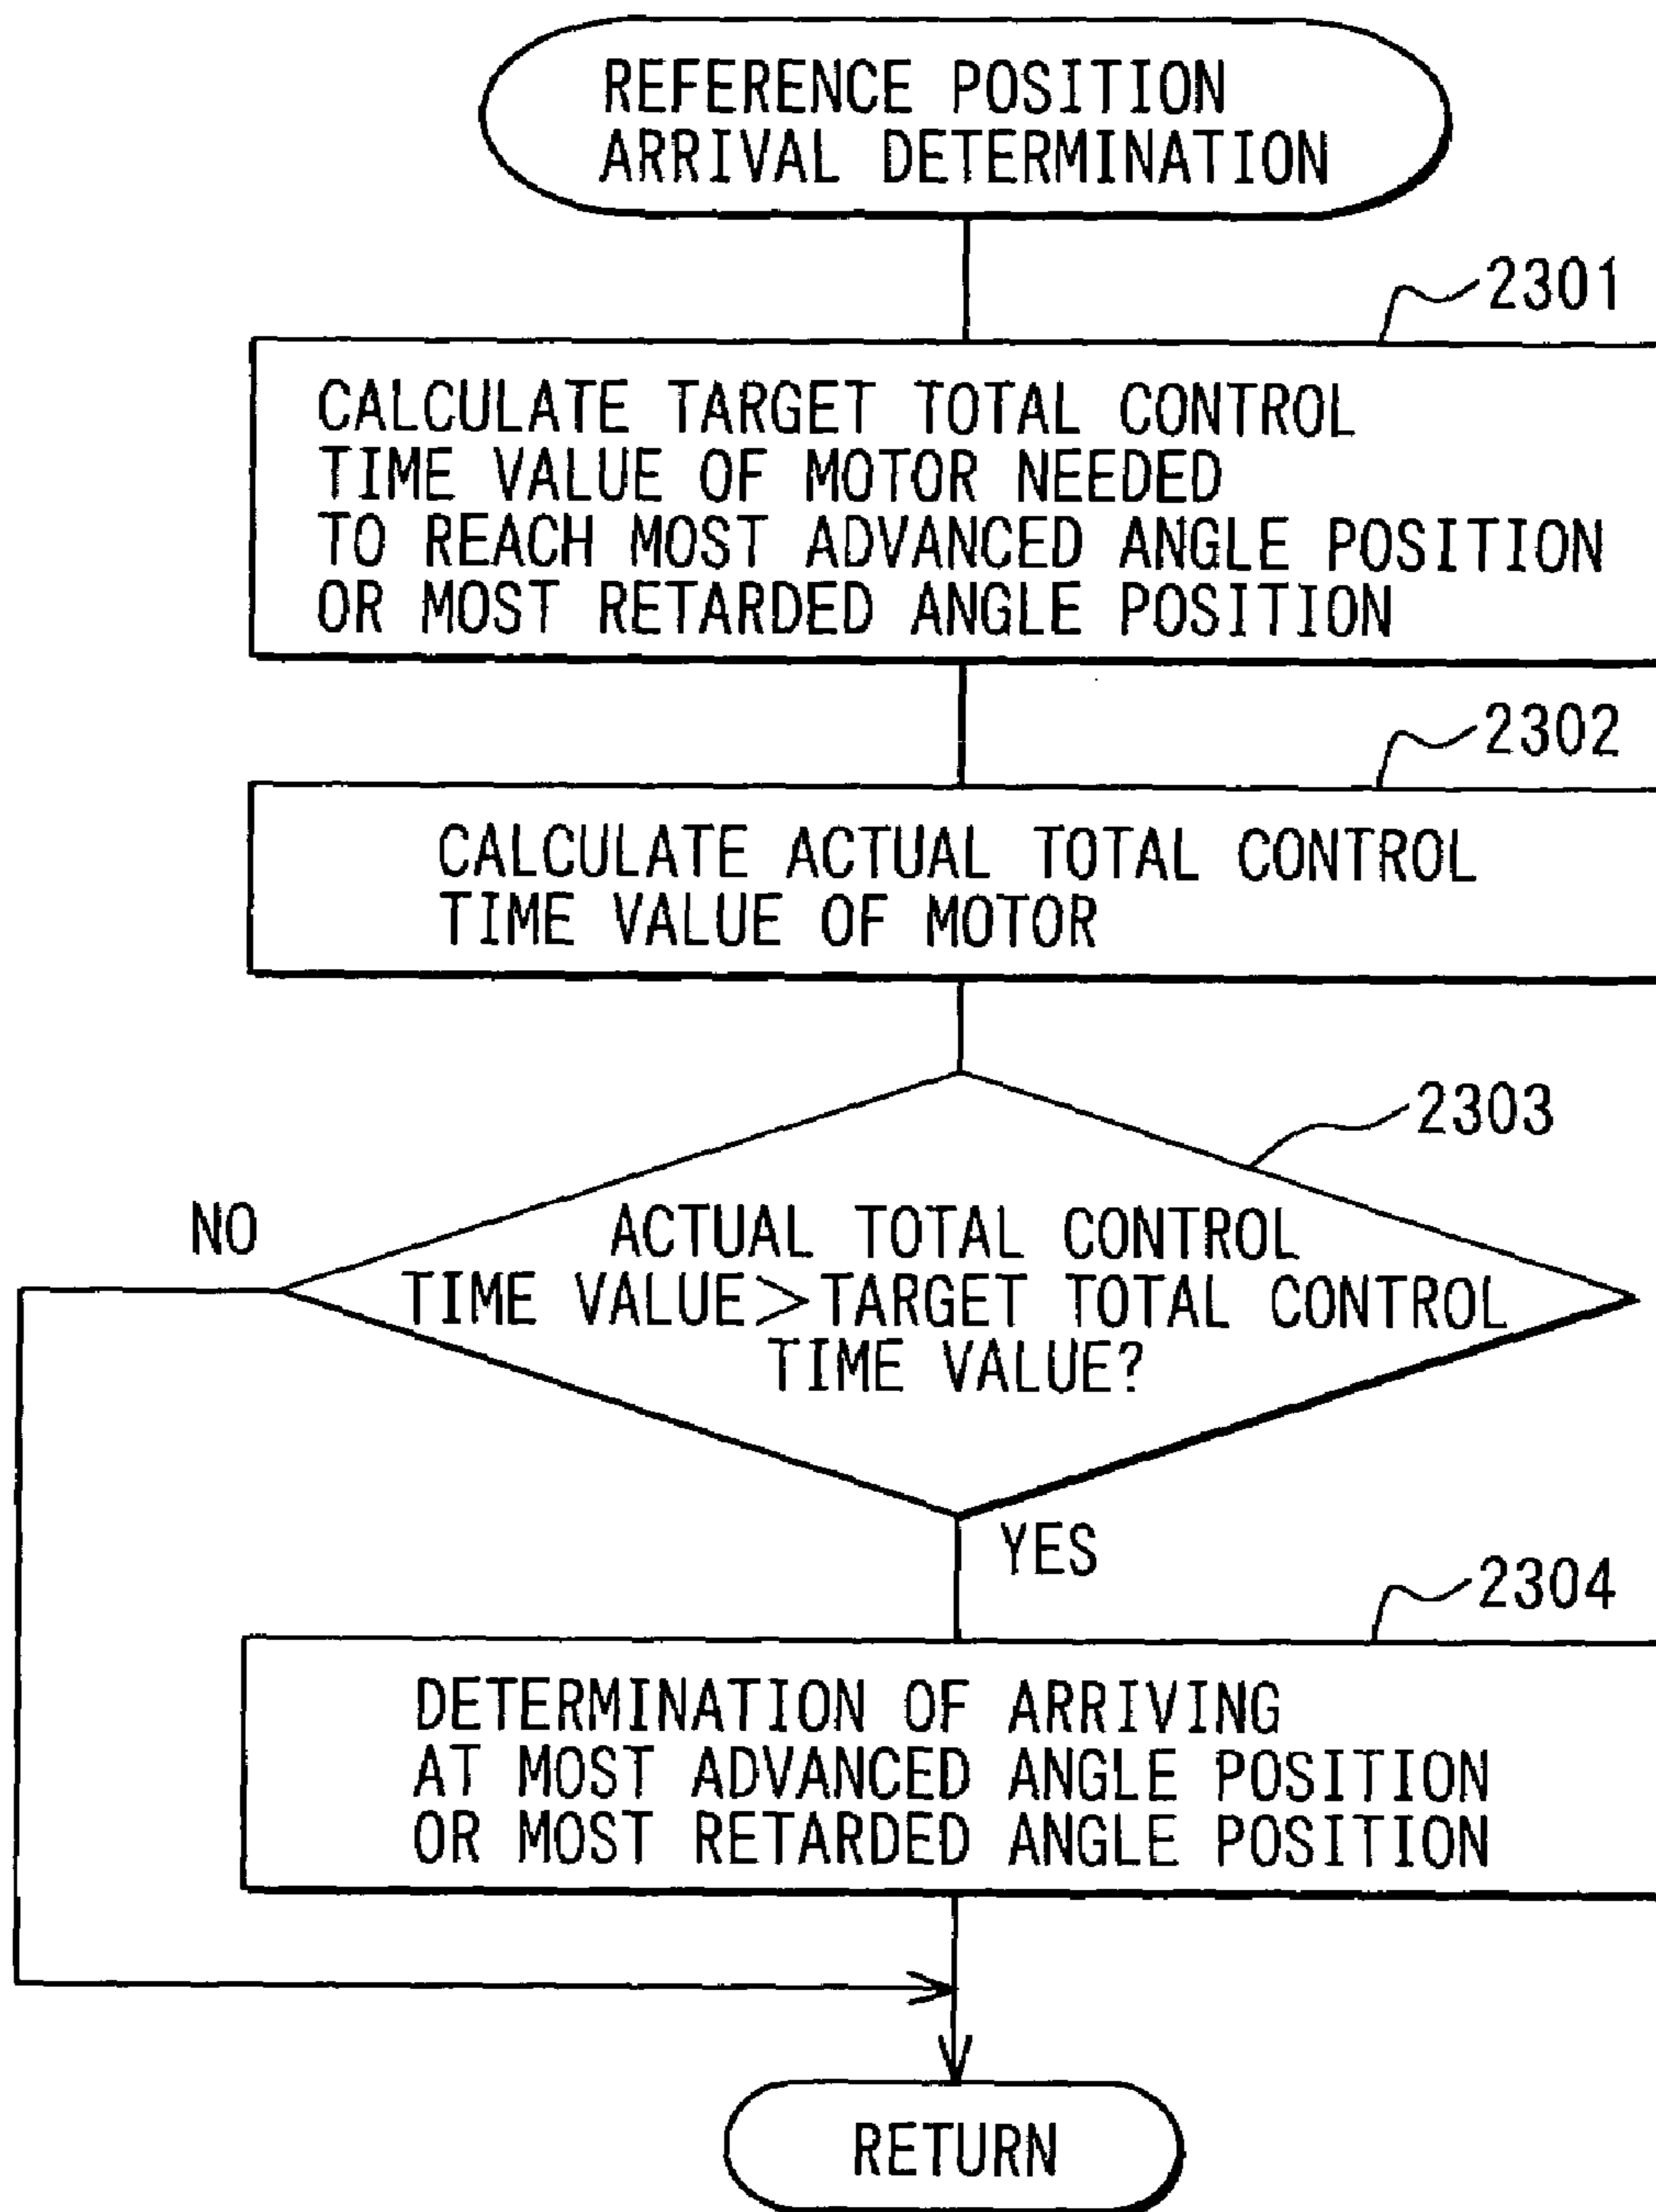 REFERENCE POSITION
ARRIVAL DETERMINATION
2301
CALCULATE TARGET TOTAL CONTROL
TIME VALUE OF MOTOR NEEDED
TO REACH MOST ADVANCED ANGLE POSITION
OR MOST RETARDED ANGLE POSITION
2302
CALCULATE ACTUAL TOTAL CONTROL
TIME VALUE OF MOTOR
2303
NO
ACTUAL TOTAL CONTROL
TIME VALUE>TARGET TOTAL CONTROL
TIME VALUE?
YES
2304
DETERMINATION OF ARRIVING
AT MOST ADVANCED ANGLE POSITION
OR MOST RETARDED ANGLE POSITION
RETURN